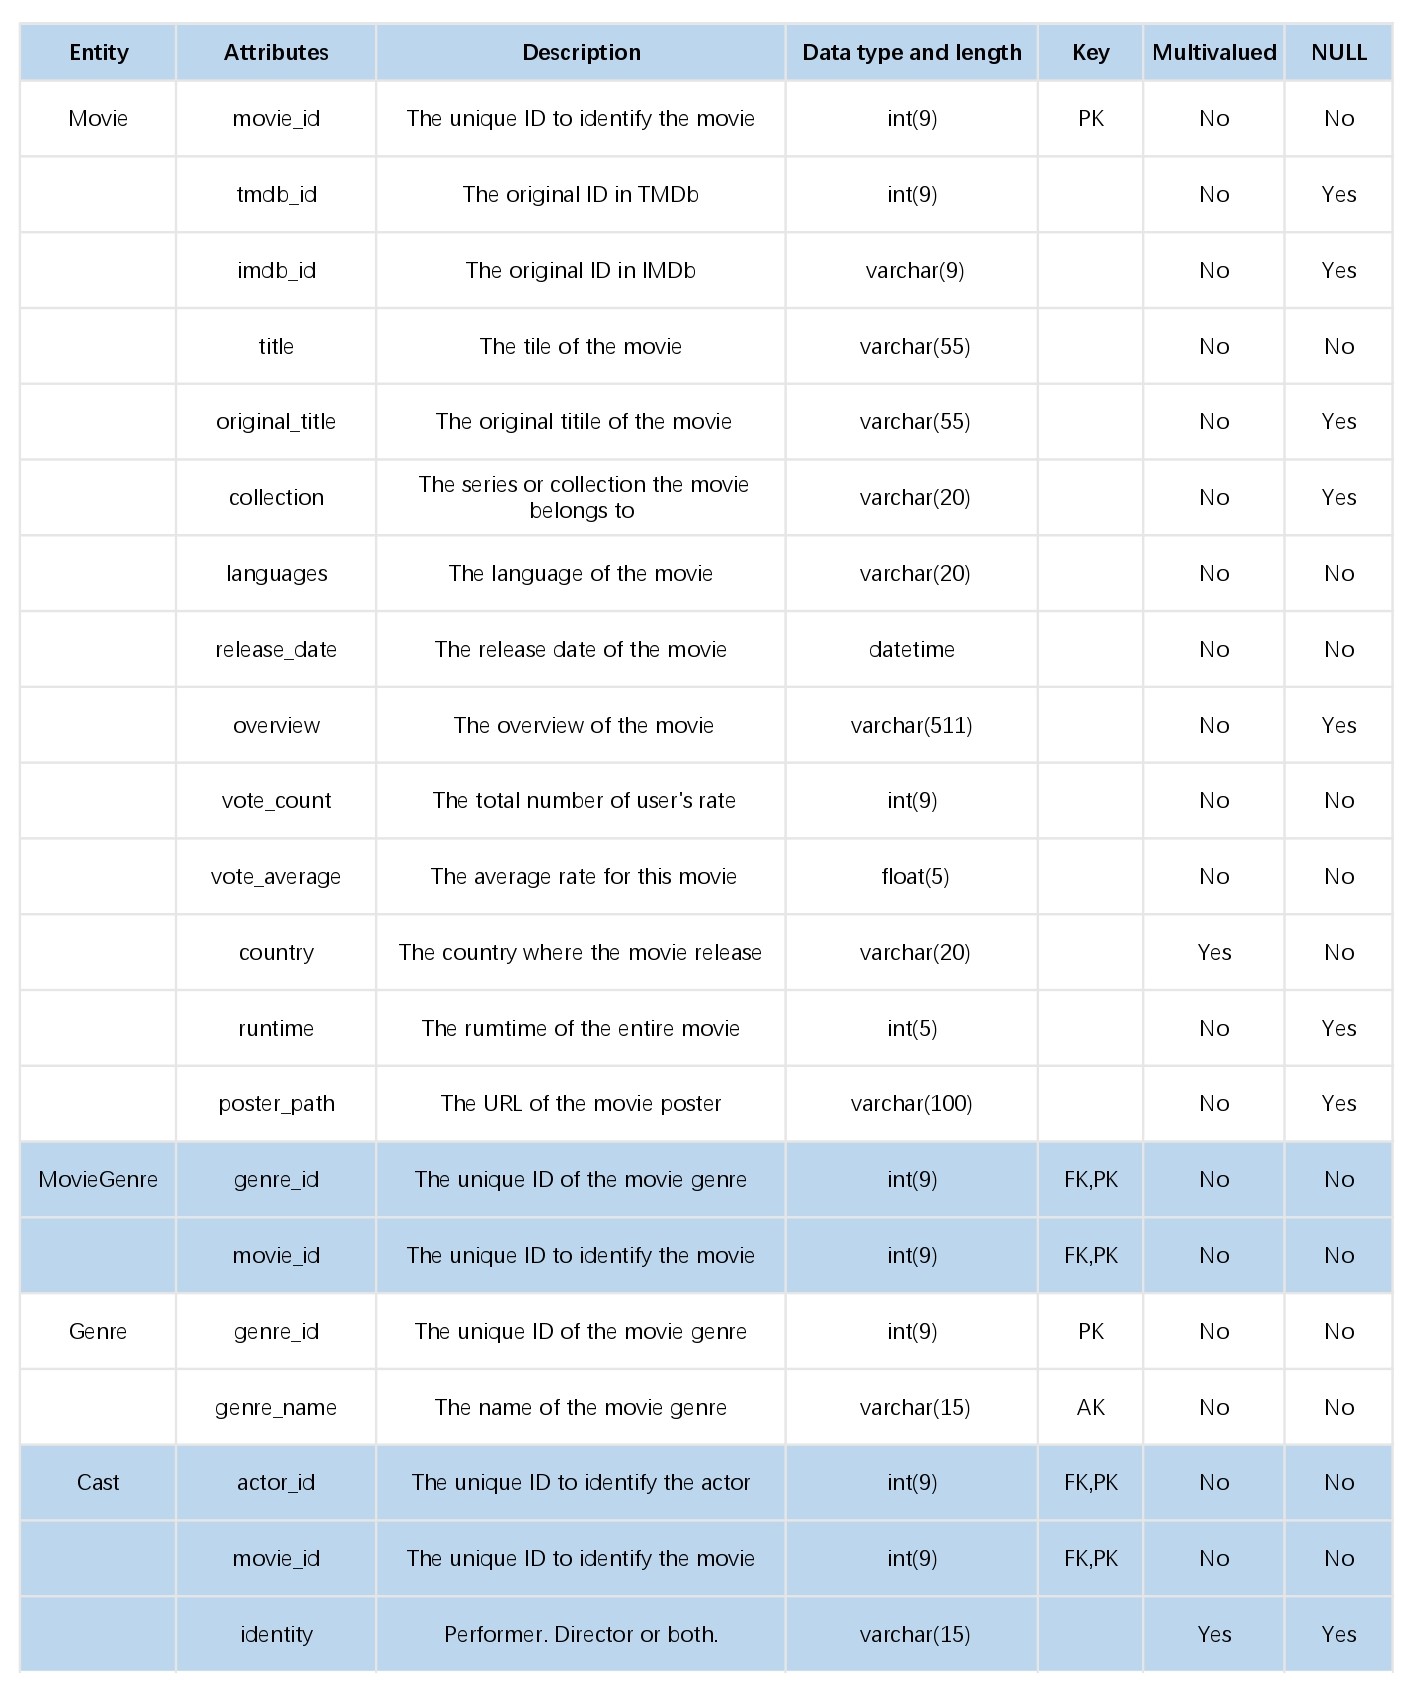 Entity Attributes Description Data type and length Key Multivalued NULL
Movie movie_id The unique ID to identify the movie int(9) PK No No
tmdb_id The original ID in TMDb int(9) No Yes
imdb_id The original ID in IMDb varchar(9) No Yes
title The tile of the movie varchar(55) No No
original_title The original titile of the movie varchar(55) No Yes
collection The series or collection the movie
belongs to varchar(20) No Yes
languages The language of the movie varchar(20) No No
release_date The release date of the movie datetime No No
overview The overview of the movie varchar(511) No Yes
vote_count The total number of user's rate int(9) No No
vote_average The average rate for this movie float(5) No No
country The country where the movie release varchar(20) Yes No
runtime The rumtime of the entire movie int(5) No Yes
poster_path The URL of the movie poster varchar(100) No Yes
MovieGenre genre_id The unique ID of the movie genre int(9) FK,PK No No
movie_id The unique ID to identify the movie int(9) FK,PK No No
Genre genre_id The unique ID of the movie genre int(9) PK No No
genre_name The name of the movie genre varchar(15) AK No No
Cast actor_id The unique ID to identify the actor int(9) FK,PK No No
movie_id The unique ID to identify the movie int(9) FK,PK No No
identity Performer. Director or both. varchar(15) Yes Yes